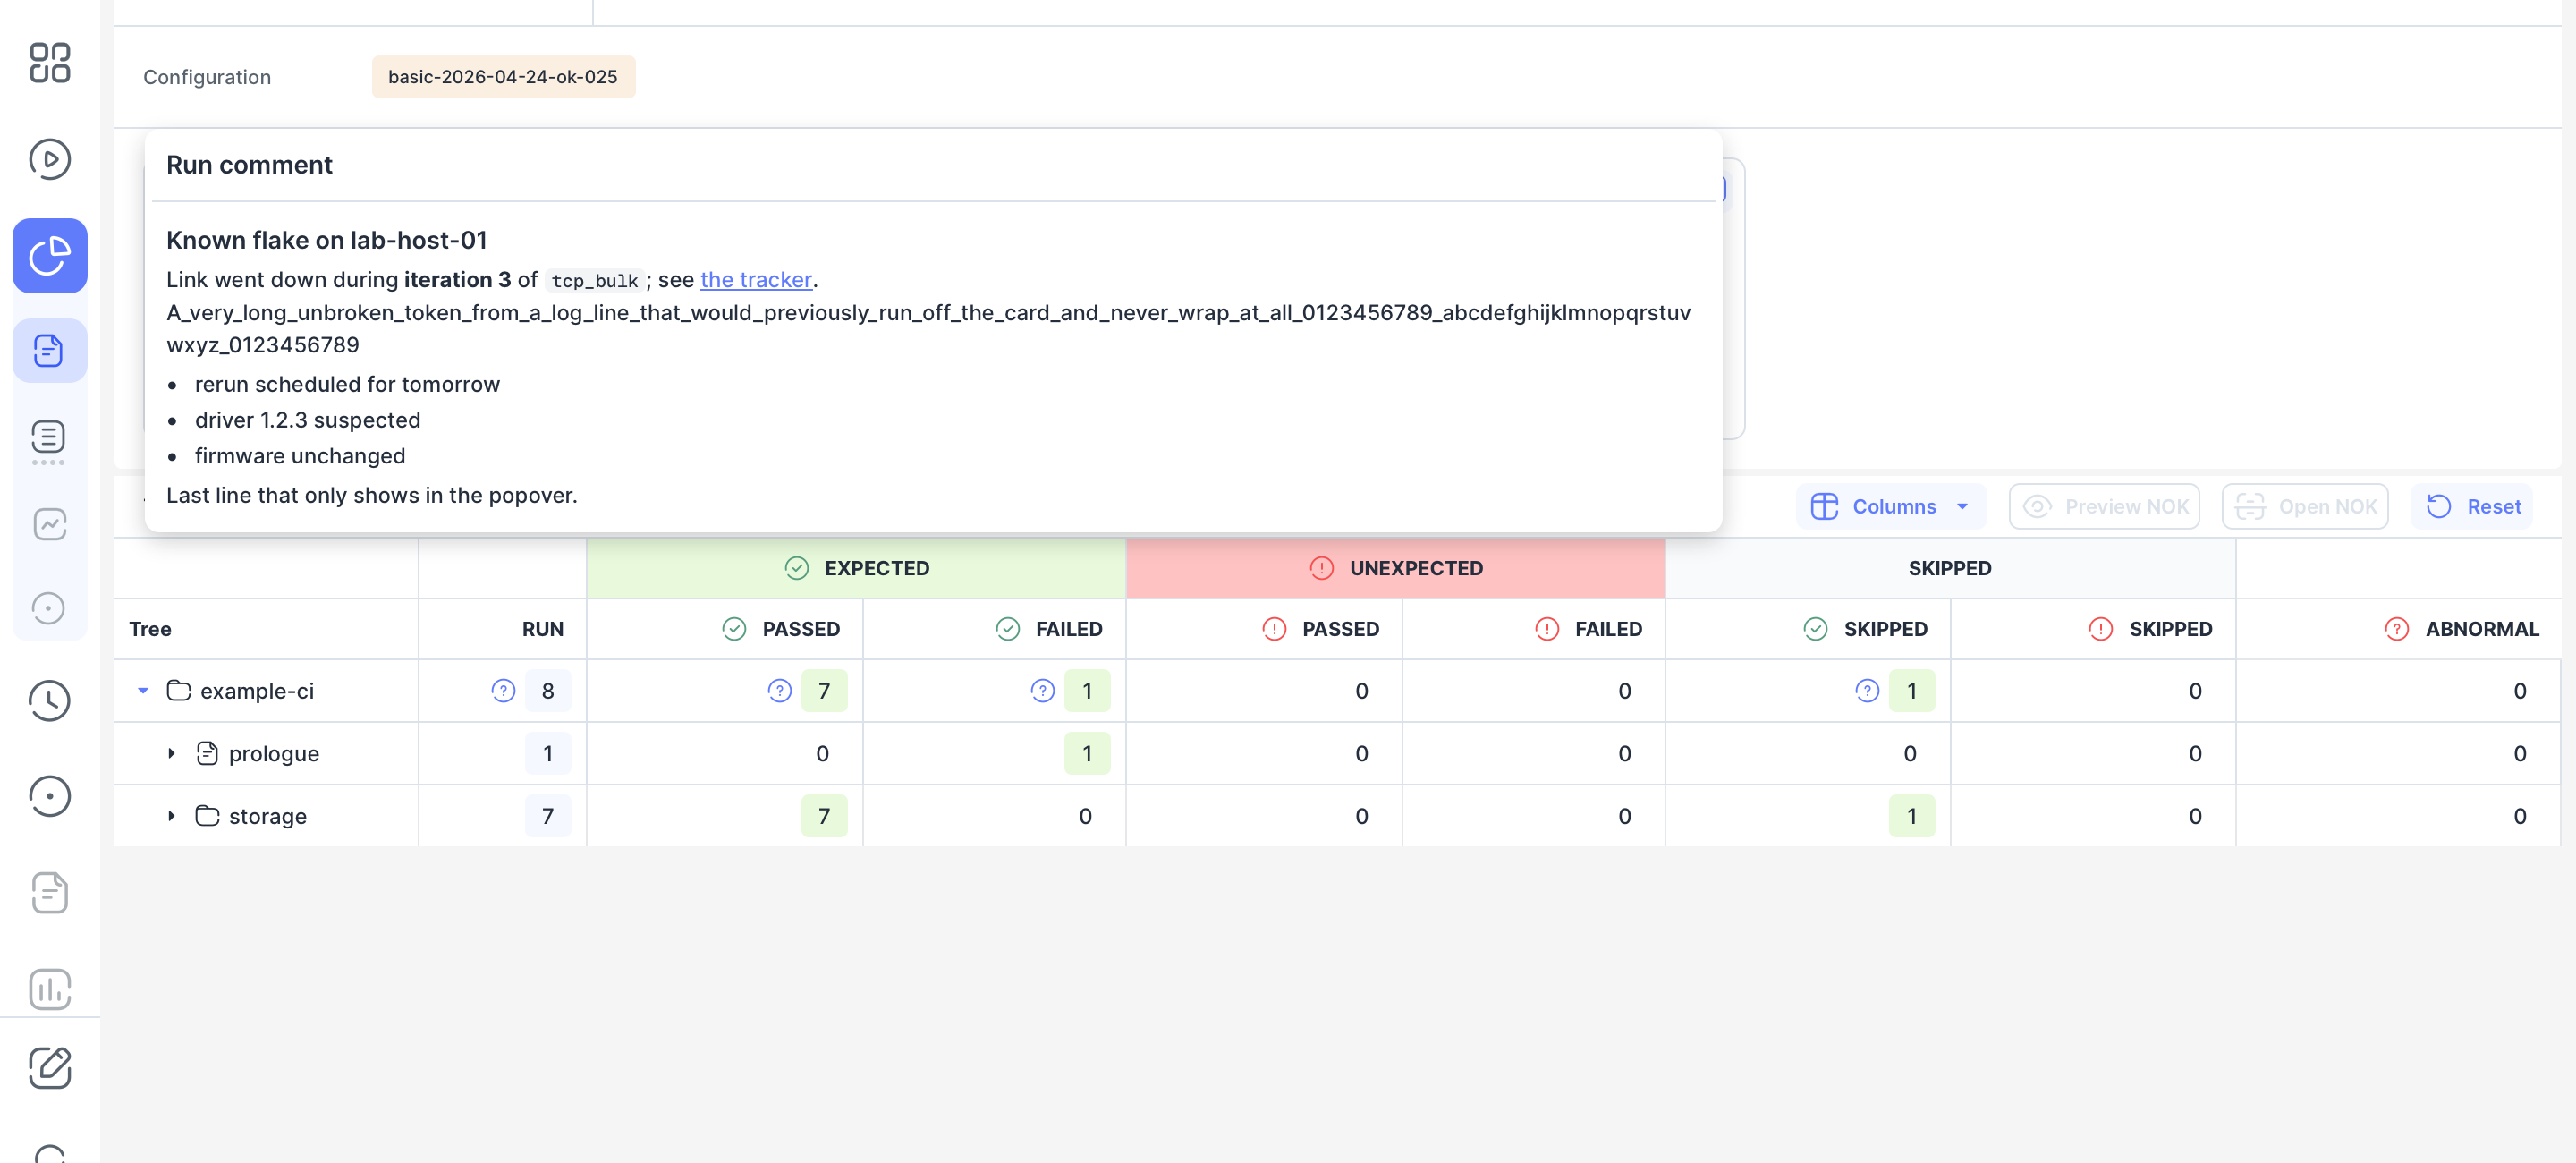 Configuration
basic-2026-04-24-ok-025
Run comment
Known flake on lab-host-01
Link went down during iteration 3 of tcp_bulk; see the tracker.
A_very_long_unbroken_token_from_a_log_line_that_would_previously_run_off_the_card_and_never_wrap_at_all_0123456789_abcdefghijklmnopqrstuv
wxyz_0123456789
• rerun scheduled for tomorrow
• driver 1.2.3 suspected
• firmware unchanged
Last line that only shows in the popover.
Columns Preview NOK Open NOK Reset
EXPECTED UNEXPECTED SKIPPED
Tree RUN PASSED FAILED PASSED FAILED SKIPPED SKIPPED ABNORMAL
example-ci 8 7 1 0 0 1 0 0
prologue 1 0 1 0 0 0 0 0
storage 7 7 0 0 0 1 0 0